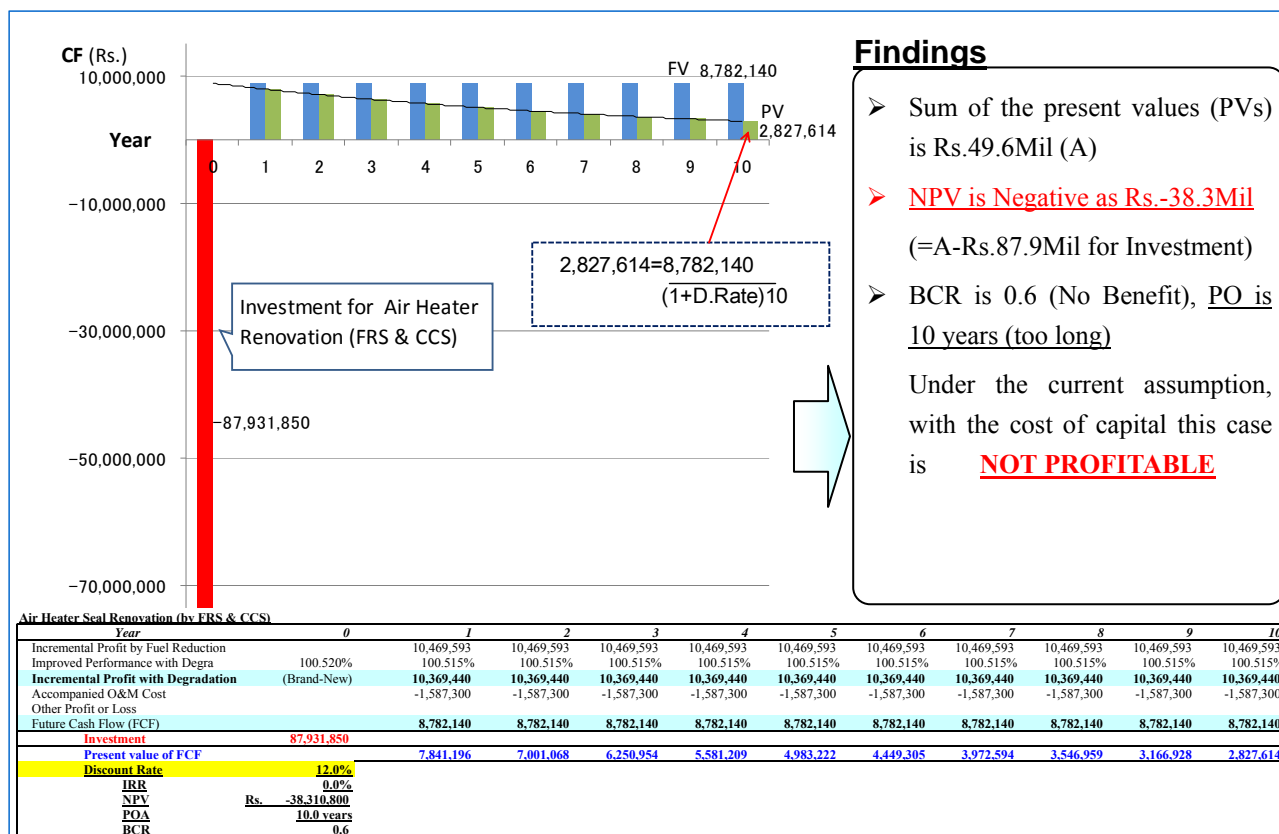 CF (Rs.)
10,000,000
Year
−10,000,000
−30,000,000
−50,000,000
−70,000,000
0 1 2 3 4 5 6 7 8 9 10
FV 8,782,140
PV
2,827,614
2,827,614=8,782,140
(1+D.Rate)10
Investment for Air Heater
Renovation (FRS & CCS)
−87,931,850
Findings
➢ Sum of the present values (PVs)
is Rs.49.6Mil (A)
➢ NPV is Negative as Rs.-38.3Mil
(=A-Rs.87.9Mil for Investment)
➢ BCR is 0.6 (No Benefit), PO is
10 years (too long)
Under the current assumption,
with the cost of capital this case
is NOT PROFITABLE
Air Heater Seal Renovation (by FRS & CCS)
Year 0 1 2 3 4 5 6 7 8 9 10
Incremental Profit by Fuel Reduction 10,469,593 10,469,593 10,469,593 10,469,593 10,469,593 10,469,593 10,469,593 10,469,593 10,469,593 10,469,593
Improved Performance with Degra 100.520% 100.515% 100.515% 100.515% 100.515% 100.515% 100.515% 100.515% 100.515% 100.515% 100.515%
Incremental Profit with Degradation (Brand-New) 10,369,440 10,369,440 10,369,440 10,369,440 10,369,440 10,369,440 10,369,440 10,369,440 10,369,440 10,369,440
Accompanied O&M Cost -1,587,300 -1,587,300 -1,587,300 -1,587,300 -1,587,300 -1,587,300 -1,587,300 -1,587,300 -1,587,300 -1,587,300
Other Profit or Loss
Future Cash Flow (FCF) 8,782,140 8,782,140 8,782,140 8,782,140 8,782,140 8,782,140 8,782,140 8,782,140 8,782,140 8,782,140
Investment 87,931,850
Present value of FCF 7,841,196 7,001,068 6,250,954 5,581,209 4,983,222 4,449,305 3,972,594 3,546,959 3,166,928 2,827,614
Discount Rate 12.0%
IRR 0.0%
NPV Rs. -38,310,800
POA 10.0 years
BCR 0.6